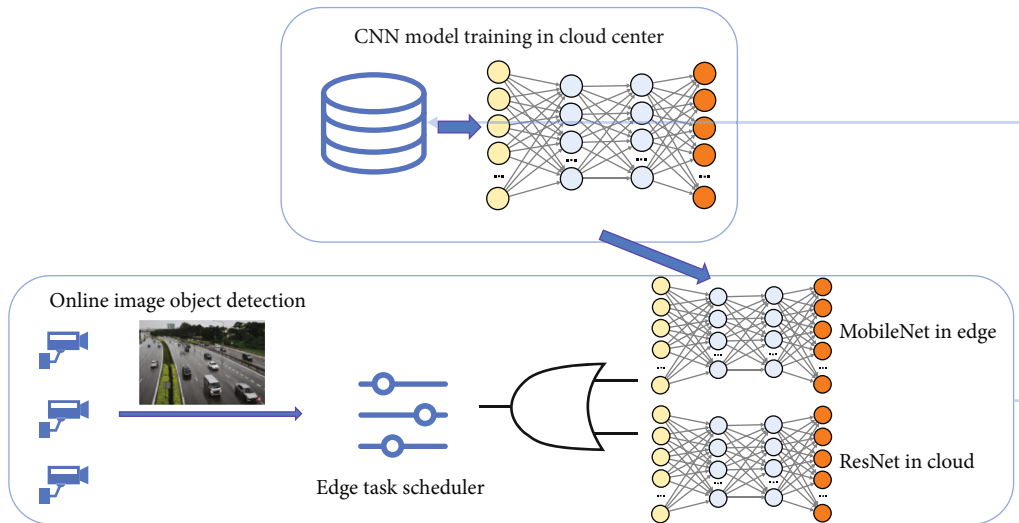 CNN model training in cloud center
Online image object detection
MobileNet in edge
ResNet in cloud
Edge task scheduler